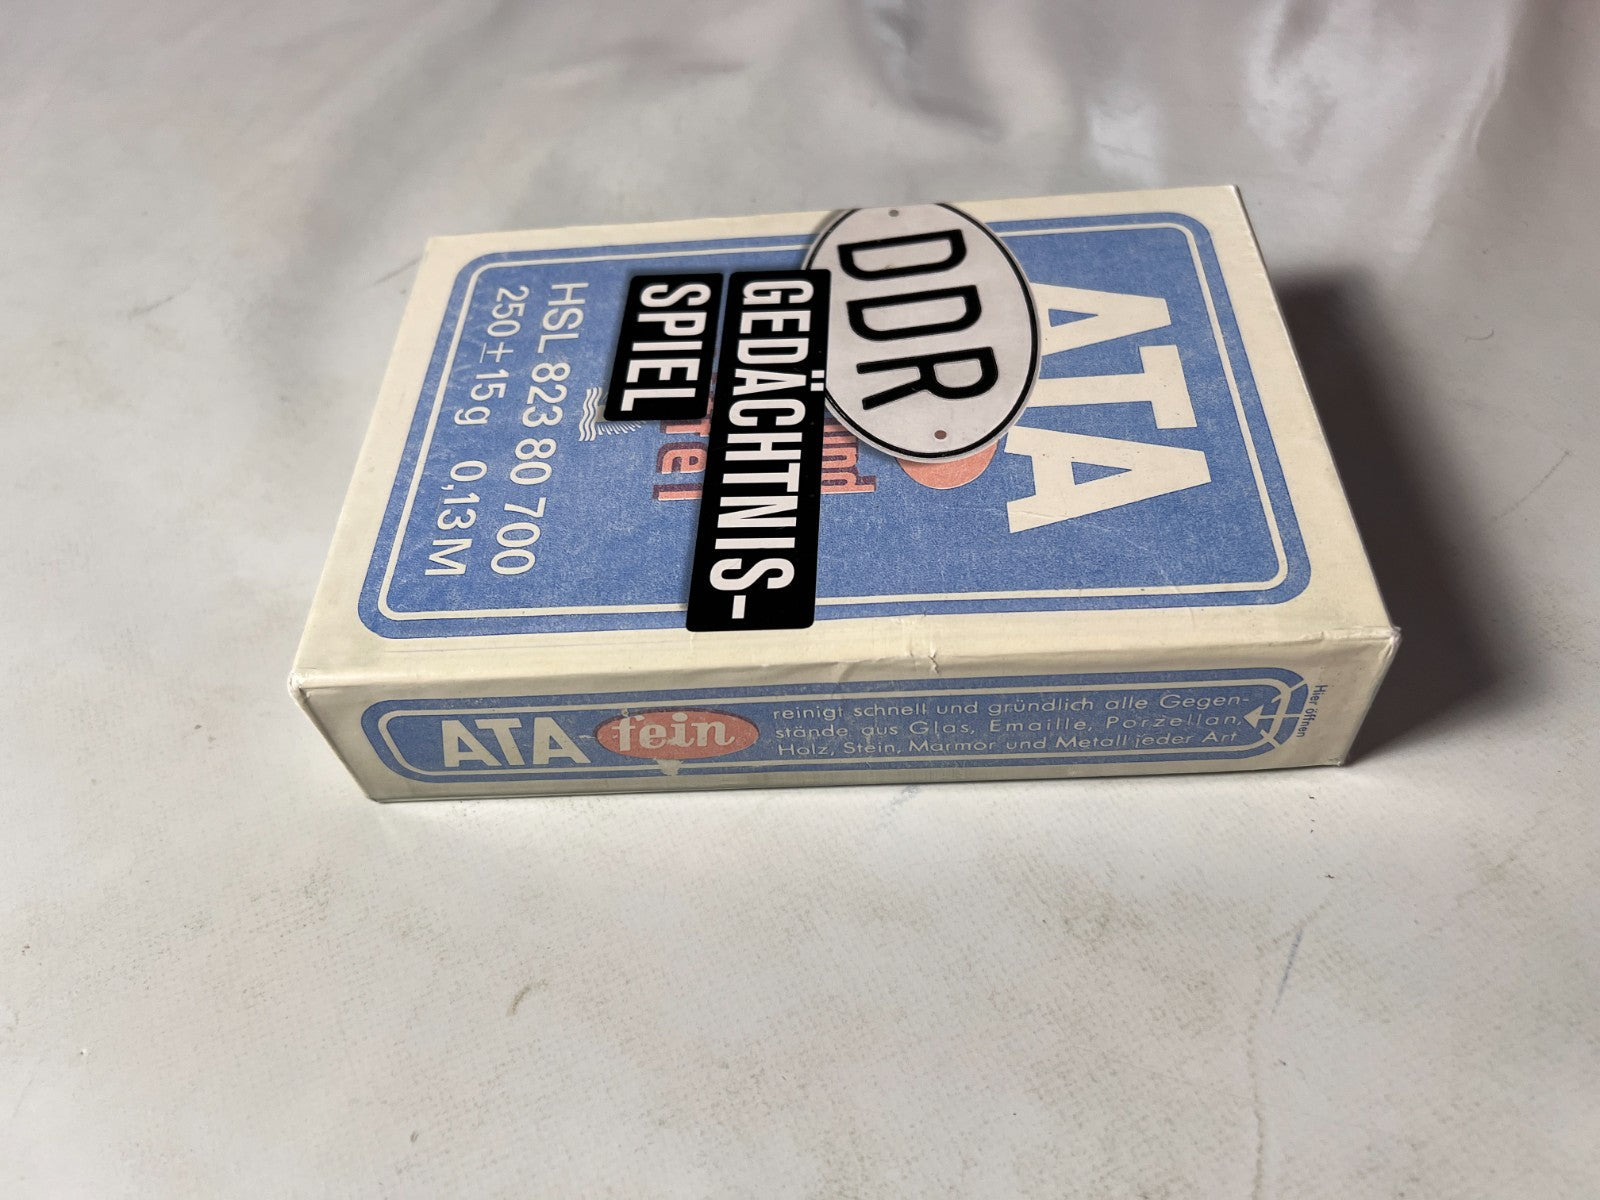 ATA
DDR
GEDÄCHTNIS-
SPIEL
HSL 823 80 700
250 ± 15 g 0,13 M
ATA fein
reinigt schnell und gründlich alle Gegen-
stände aus Glas, Emaille, Porzellan,
Holz, Stein, Marmor und Metall jeder Art
Hier öffnen